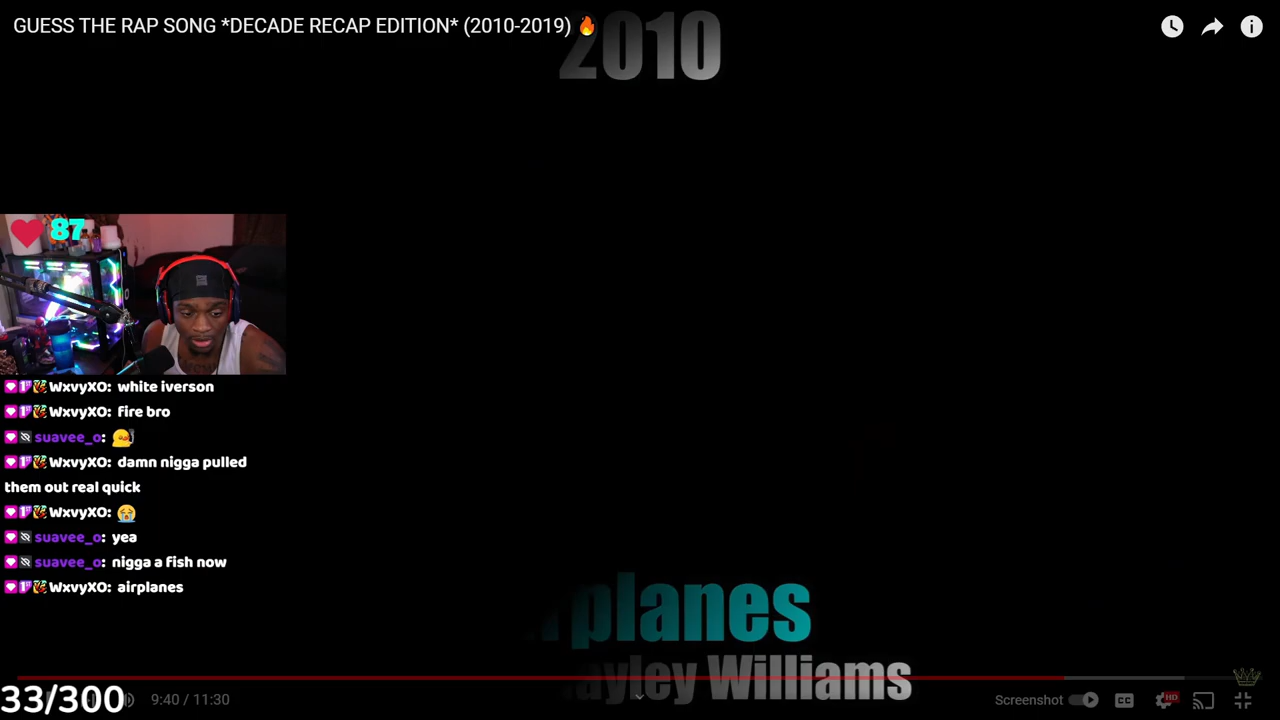 GUESS THE RAP SONG *DECADE RECAP EDITION* (2010-2019) 🔥
2010
87
WxvyXO: white iverson
WxvyXO: fire bro
suavee_o:
WxvyXO: damn nigga pulled
them out real quick
WxvyXO: 😭
suavee_o: yea
suavee_o: nigga a fish now
WxvyXO: airplanes
rplanes
ayley Williams
33/300
9:40 / 11:30
Screenshot
CC
HD